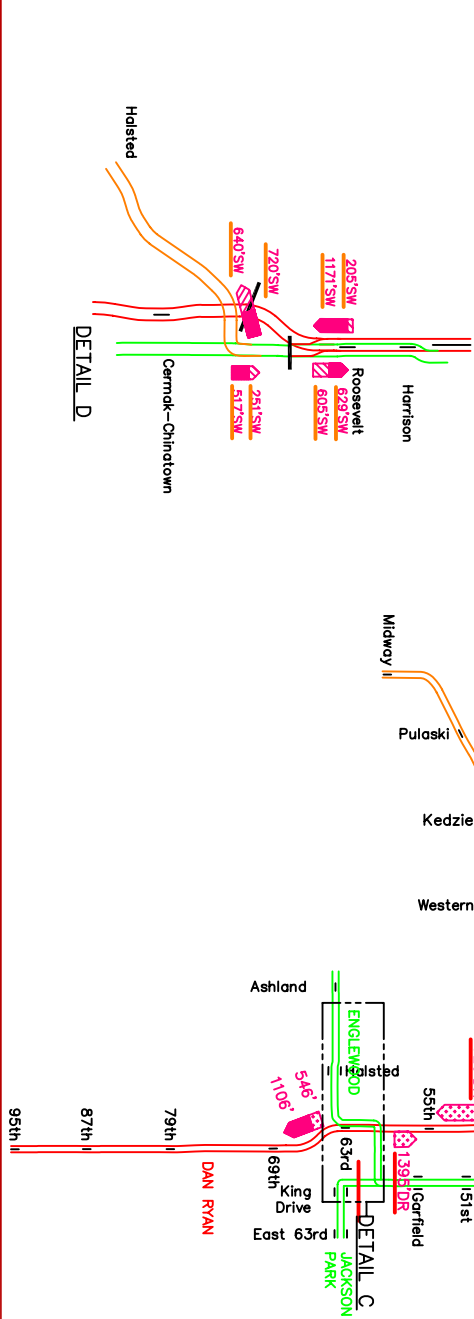 Halsted
640'SW
720'SW
205'SW
1171'SW
Roosevelt
629'SW
605'SW
Harrison
251'SW
517'SW
DETAIL D
Cermak-Chinatown
Midway
Pulaski
Kedzie
Western
Ashland
ENGLEWOOD
Halsted
546'
1106'
55th
63rd
1395'DR
51st
Garfield
95th
87th
79th
69th
DAN RYAN
King
Drive
East 63rd
DETAIL C
JACKSON
PARK